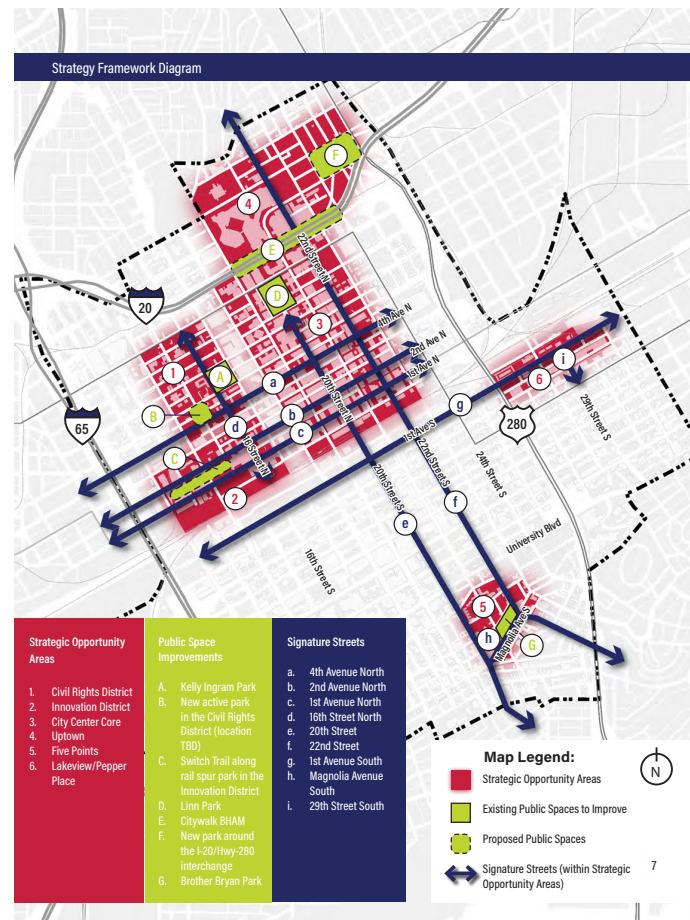 Strategy Framework Diagram
F
4
E
22nd Street N
20
D
3
4th Ave N
2nd Ave N
1st Ave N
1
A
a
20th Street N
i
6
B
b
d
c
g
29th Street S
65
16 Street N
1st Ave S
280
C
2
20th Street S
22nd Street S
24th Street S
f
e
University Blvd
16th Street S
5
h
Magnolia Ave S
G
Strategic Opportunity
Areas
1. Civil Rights District
2. Innovation District
3. City Center Core
4. Uptown
5. Five Points
6. Lakeview/Pepper
Place
Public Space
Improvements
A. Kelly Ingram Park
B. New active park
in the Civil Rights
District (location
TBD)
C. Switch Trail along
rail spur park in the
Innovation District
D. Linn Park
E. Citywalk BHAM
F. New park around
the I-20/Hwy-280
interchange
G. Brother Bryan Park
Signature Streets
a. 4th Avenue North
b. 2nd Avenue North
c. 1st Avenue North
d. 16th Street North
e. 20th Street
f. 22nd Street
g. 1st Avenue South
h. Magnolia Avenue
South
i. 29th Street South
Map Legend:
N
Strategic Opportunity Areas
Existing Public Spaces to Improve
Proposed Public Spaces
Signature Streets (within Strategic
Opportunity Areas)
7